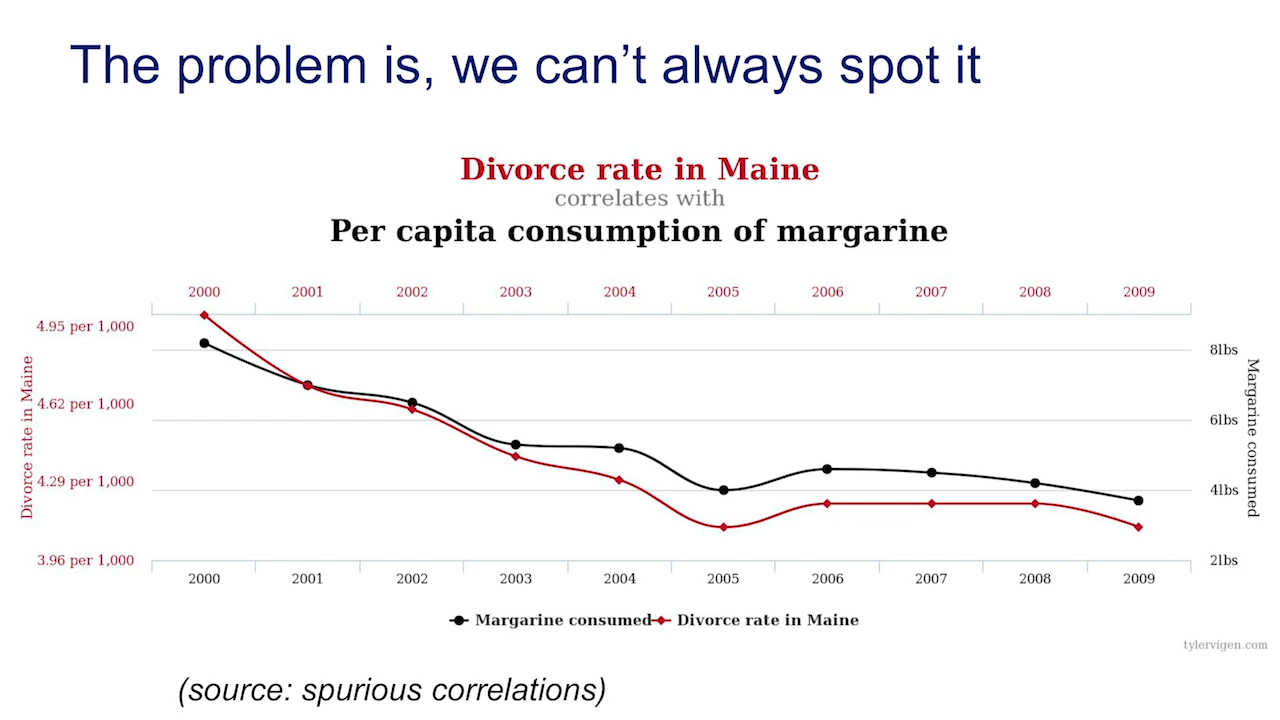 The problem is, we can't always spot it
Divorce rate in Maine
correlates with
Per capita consumption of margarine
2000 2001 2002 2003 2004 2005 2006 2007 2008 2009
Divorce rate in Maine
4.95 per 1,000
4.62 per 1,000
4.29 per 1,000
3.96 per 1,000
8lbs
6lbs
4lbs
2lbs
Margarine consumed
2000 2001 2002 2003 2004 2005 2006 2007 2008 2009
Margarine consumed Divorce rate in Maine
tylervigen.com
(source: spurious correlations)